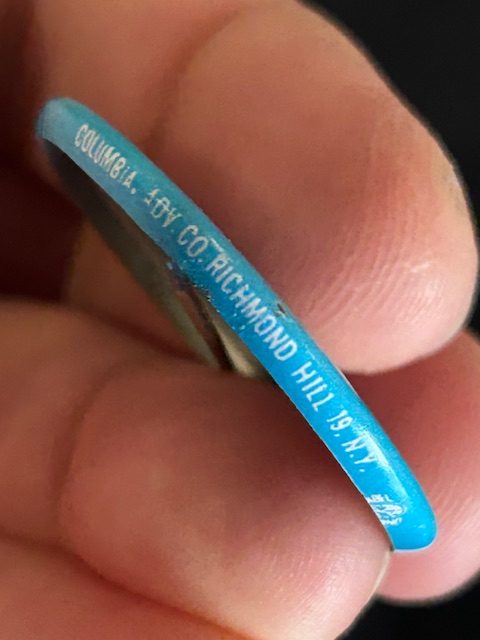 COLUMBIA. ADV CO. RICHMOND HILL 19, N.Y.